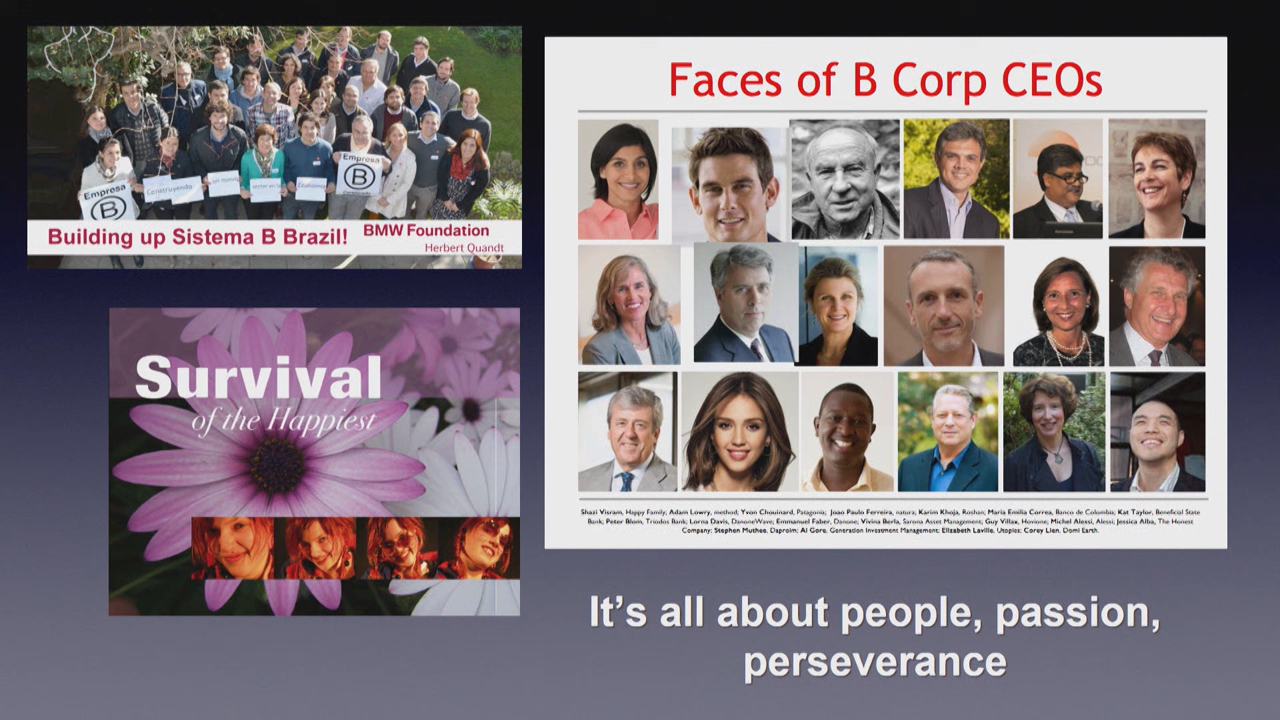 Empresa
B
Construyendo
Economía
Empresa
B
Building up Sistema B Brazil!
BMW Foundation
Herbert Quandt
Survival
of the Happiest
Faces of B Corp CEOs
Shazi Visram, Happy Family; Adam Lowry, method; Yvon Chouinard, Patagonia; Joao Paulo Ferreira, natura; Karim Khoja, Roshan; Maria Emilia Correa, Banco de Colombia; Kat Taylor, Beneficial State
Bank; Peter Blom, Triodos Bank; Lorna Davis, DanoneWave; Emmanuel Faber, Danone; Vivina Berla, Sarona Asset Management; Guy Villax, Hovione; Michel Alessi, Alessi; Jessica Alba, The Honest
Company; Stephen Muthee, Daproim; Al Gore, Generation Investment Management; Elizabeth Laville, Utopies; Corey Lien, Domi Earth.
It's all about people, passion,
perseverance